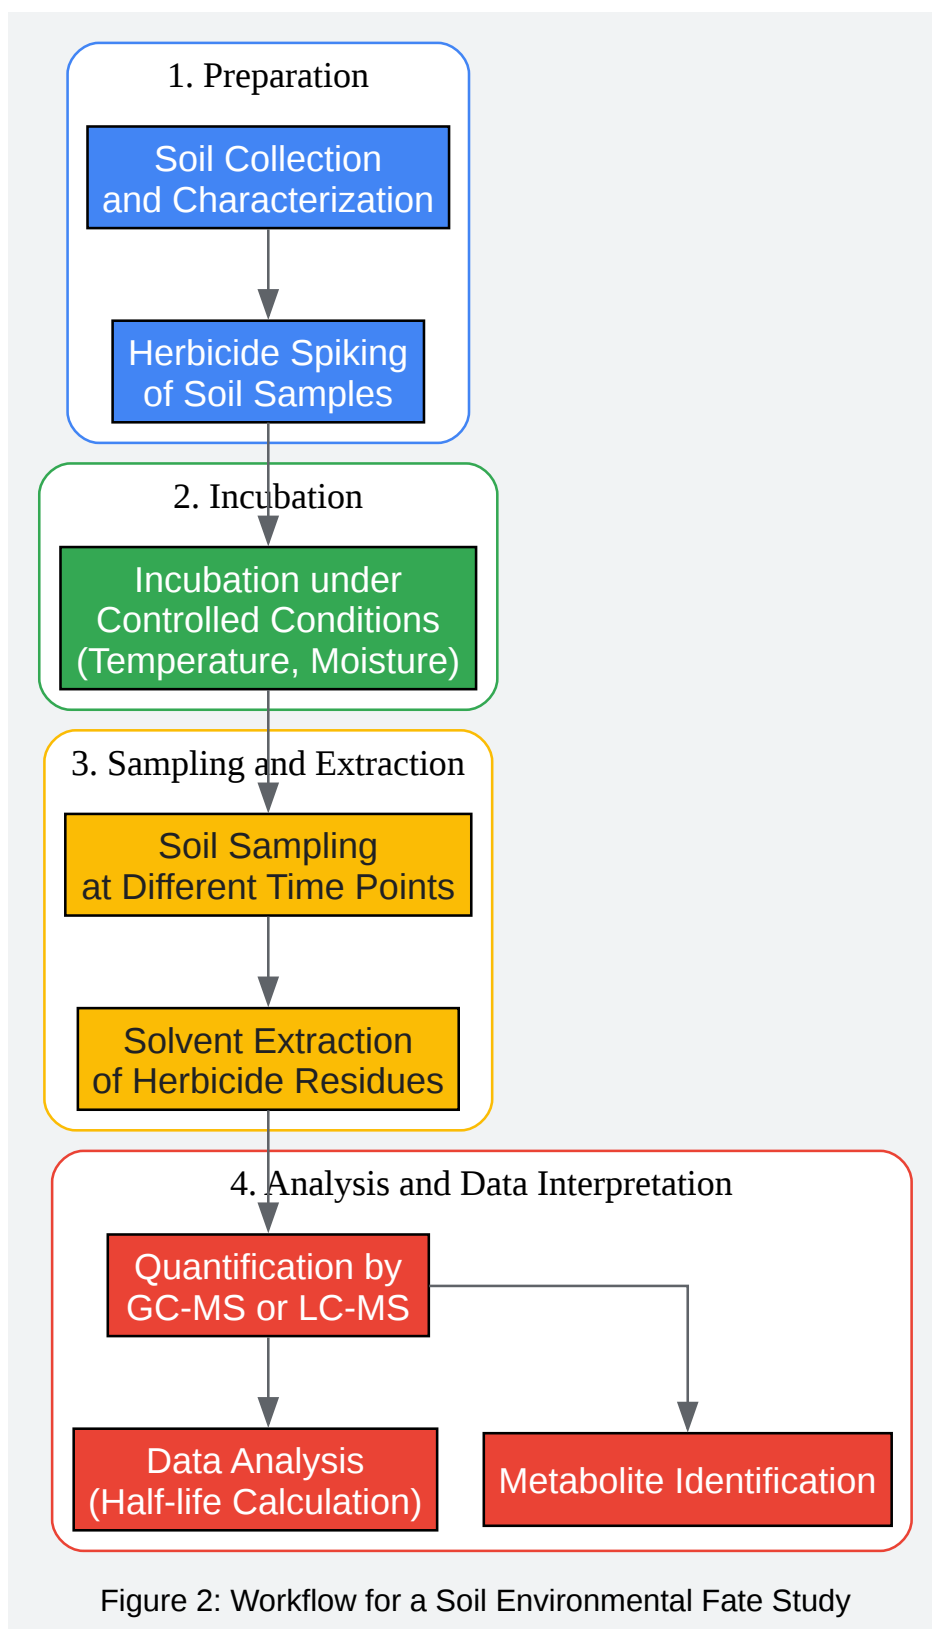 1. Preparation
Soil Collection
and Characterization
Herbicide Spiking
of Soil Samples
2. Incubation
Incubation under
Controlled Conditions
(Temperature, Moisture)
3. Sampling and Extraction
Soil Sampling
at Different Time Points
Solvent Extraction
of Herbicide Residues
4. Analysis and Data Interpretation
Quantification by
GC-MS or LC-MS
Data Analysis
(Half-life Calculation)
Metabolite Identification
Figure 2: Workflow for a Soil Environmental Fate Study